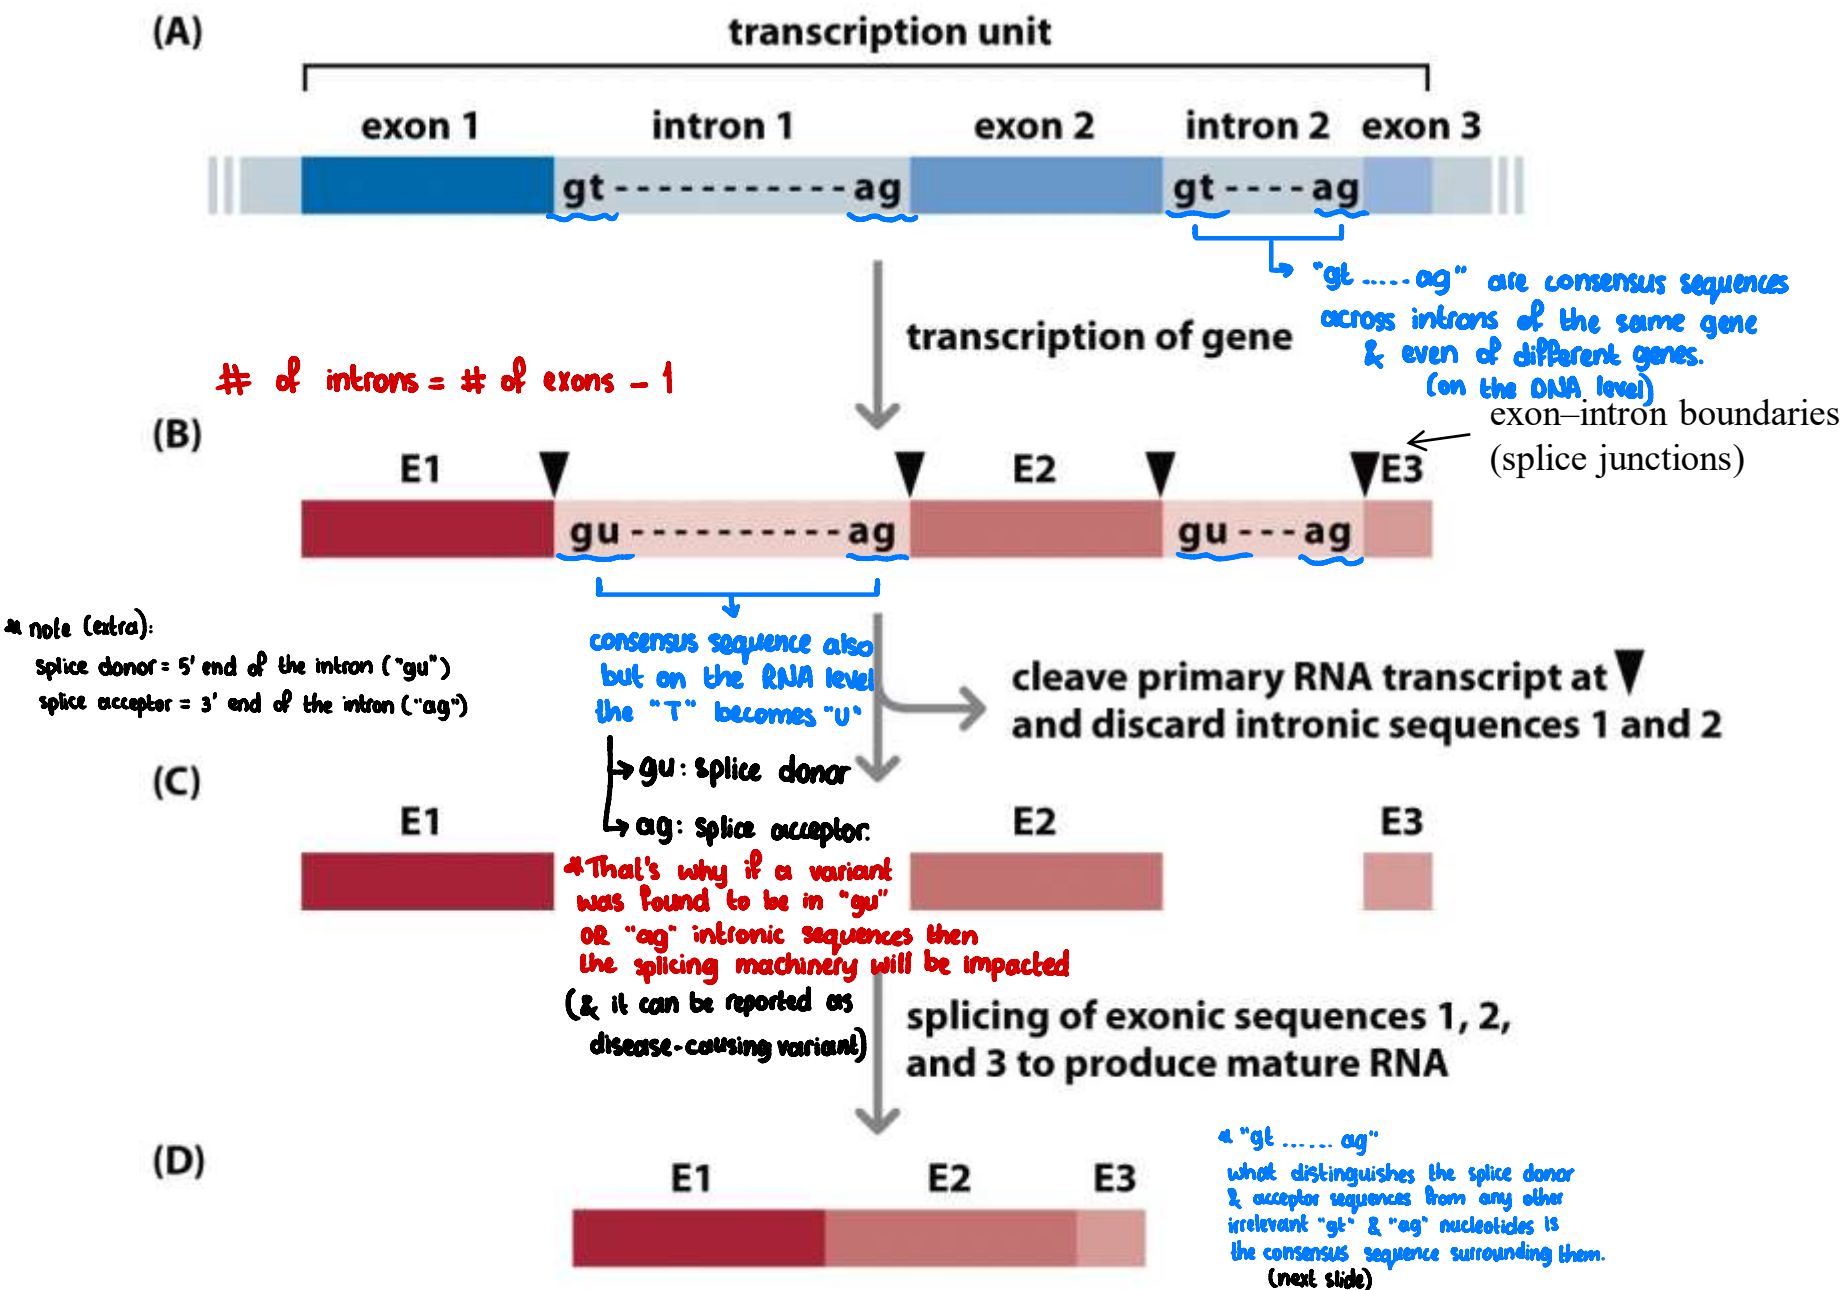 (A)
transcription unit
exon 1 intron 1 exon 2 intron 2 exon 3
gt - - - - - - - - - - - ag gt - - - - ag
"gt ..... ag" are consensus sequences
across introns of the same gene
& even of different genes.
(on the DNA level)
transcription of gene
# of introns = # of exons - 1
exon–intron boundaries
(splice junctions)
(B)
E1 E2 E3
gu - - - - - - - - - - ag gu - - - ag
* note (extra):
splice donor = 5' end of the intron ("gu")
splice acceptor = 3' end of the intron ("ag")
consensus sequence also
but on the RNA level
the "T" becomes "U"
gu: splice donor
ag: splice acceptor.
cleave primary RNA transcript at ▼
and discard intronic sequences 1 and 2
(C)
E1 E2 E3
*That's why if a variant
was found to be in "gu"
OR "ag" intronic sequences then
the splicing machinery will be impacted
(& it can be reported as
disease-causing variant)
splicing of exonic sequences 1, 2,
and 3 to produce mature RNA
(D)
E1 E2 E3
* "gt ...... ag"
what distinguishes the splice donor
& acceptor sequences from any other
irrelevant "gt" & "ag" nucleotides is
the consensus sequence surrounding them.
(next slide)